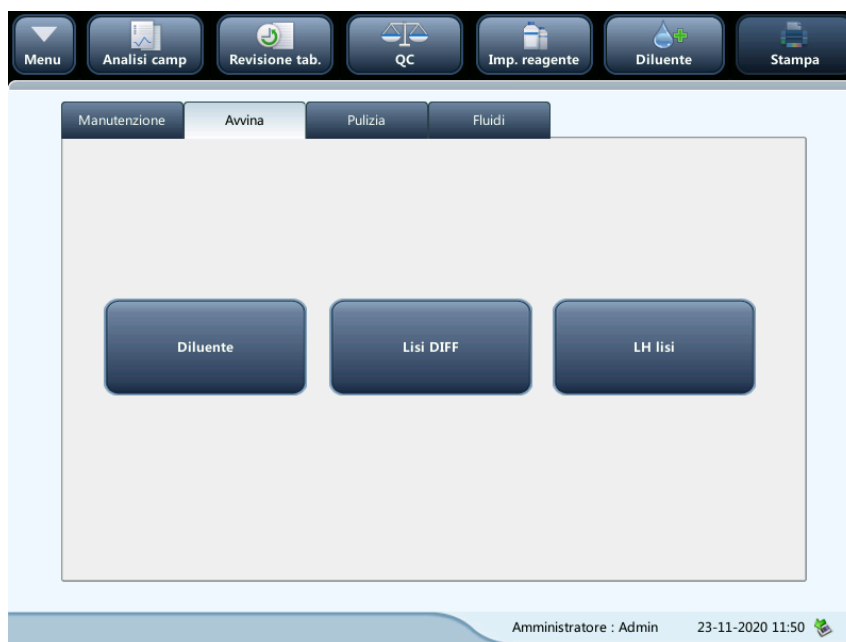 Menu
Analisi camp
Revisione tab.
QC
Imp. reagente
Diluente
Stampa
Manutenzione
Avvina
Pulizia
Fluidi
Diluente
Lisi DIFF
LH lisi
Amministratore : Admin
23-11-2020 11:50